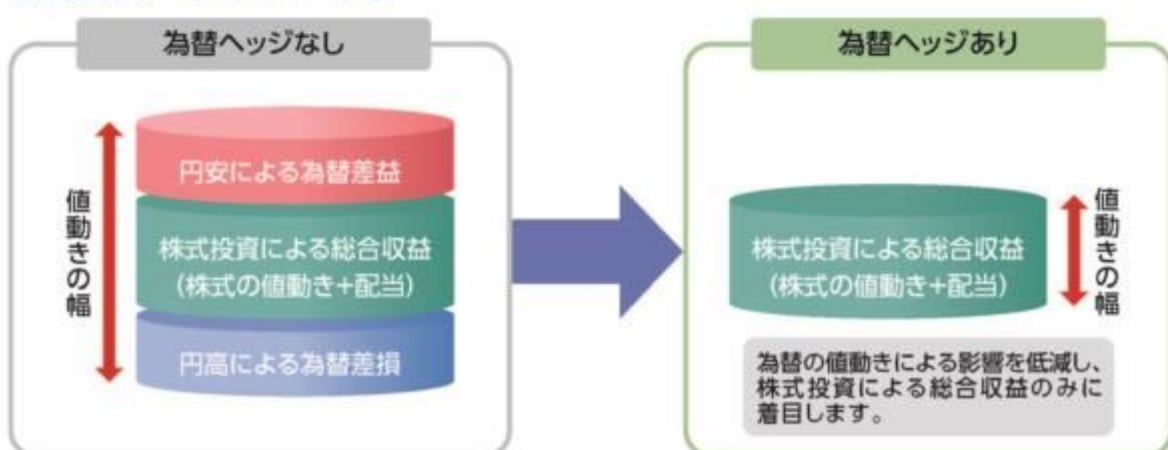 為替ヘッジなし
値動きの幅
円安による為替差益
株式投資による総合収益
(株式の値動き+配当)
円高による為替差損
為替ヘッジあり
株式投資による総合収益
(株式の値動き+配当)
値動きの幅
為替の値動きによる影響を低減し、
株式投資による総合収益のみに
着目します。